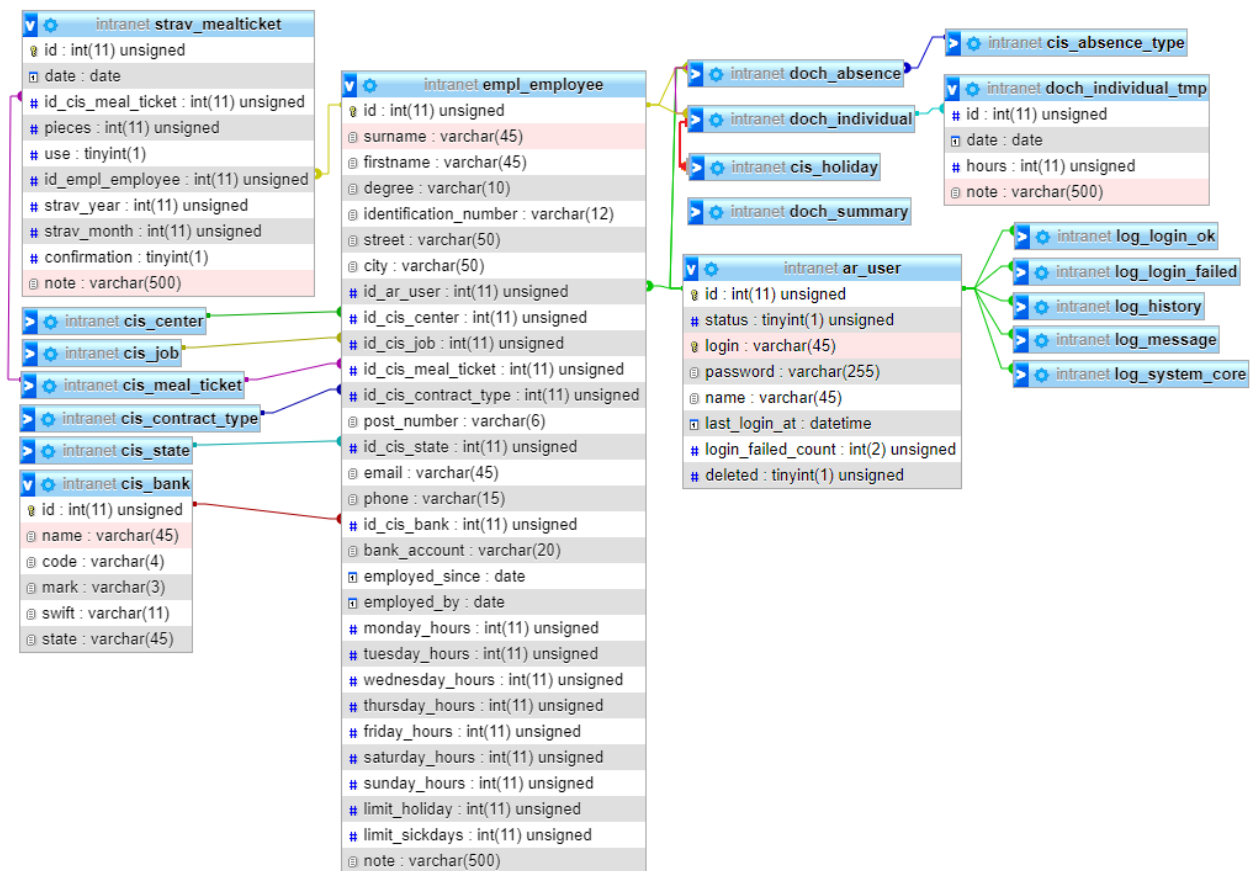 intranet strav_mealticket
id : int(11) unsigned
date : date
id_cis_meal_ticket : int(11) unsigned
pieces : int(11) unsigned
use : tinyint(1)
id_empl_employee : int(11) unsigned
strav_year : int(11) unsigned
strav_month : int(11) unsigned
confirmation : tinyint(1)
note : varchar(500)
intranet cis_center
intranet cis_job
intranet cis_meal_ticket
intranet cis_contract_type
intranet cis_state
intranet cis_bank
id : int(11) unsigned
name : varchar(45)
code : varchar(4)
mark : varchar(3)
swift : varchar(11)
state : varchar(45)
intranet empl_employee
id : int(11) unsigned
surname : varchar(45)
firstname : varchar(45)
degree : varchar(10)
identification_number : varchar(12)
street : varchar(50)
city : varchar(50)
id_ar_user : int(11) unsigned
id_cis_center : int(11) unsigned
id_cis_job : int(11) unsigned
id_cis_meal_ticket : int(11) unsigned
id_cis_contract_type : int(11) unsigned
post_number : varchar(6)
id_cis_state : int(11) unsigned
email : varchar(45)
phone : varchar(15)
id_cis_bank : int(11) unsigned
bank_account : varchar(20)
employed_since : date
employed_by : date
monday_hours : int(11) unsigned
tuesday_hours : int(11) unsigned
wednesday_hours : int(11) unsigned
thursday_hours : int(11) unsigned
friday_hours : int(11) unsigned
saturday_hours : int(11) unsigned
sunday_hours : int(11) unsigned
limit_holiday : int(11) unsigned
limit_sickdays : int(11) unsigned
note : varchar(500)
intranet doch_absence
intranet doch_individual
intranet cis_holiday
intranet doch_summary
intranet ar_user
id : int(11) unsigned
status : tinyint(1) unsigned
login : varchar(45)
password : varchar(255)
name : varchar(45)
last_login_at : datetime
login_failed_count : int(2) unsigned
deleted : tinyint(1) unsigned
intranet cis_absence_type
intranet doch_individual_tmp
id : int(11) unsigned
date : date
hours : int(11) unsigned
note : varchar(500)
intranet log_login_ok
intranet log_login_failed
intranet log_history
intranet log_message
intranet log_system_core